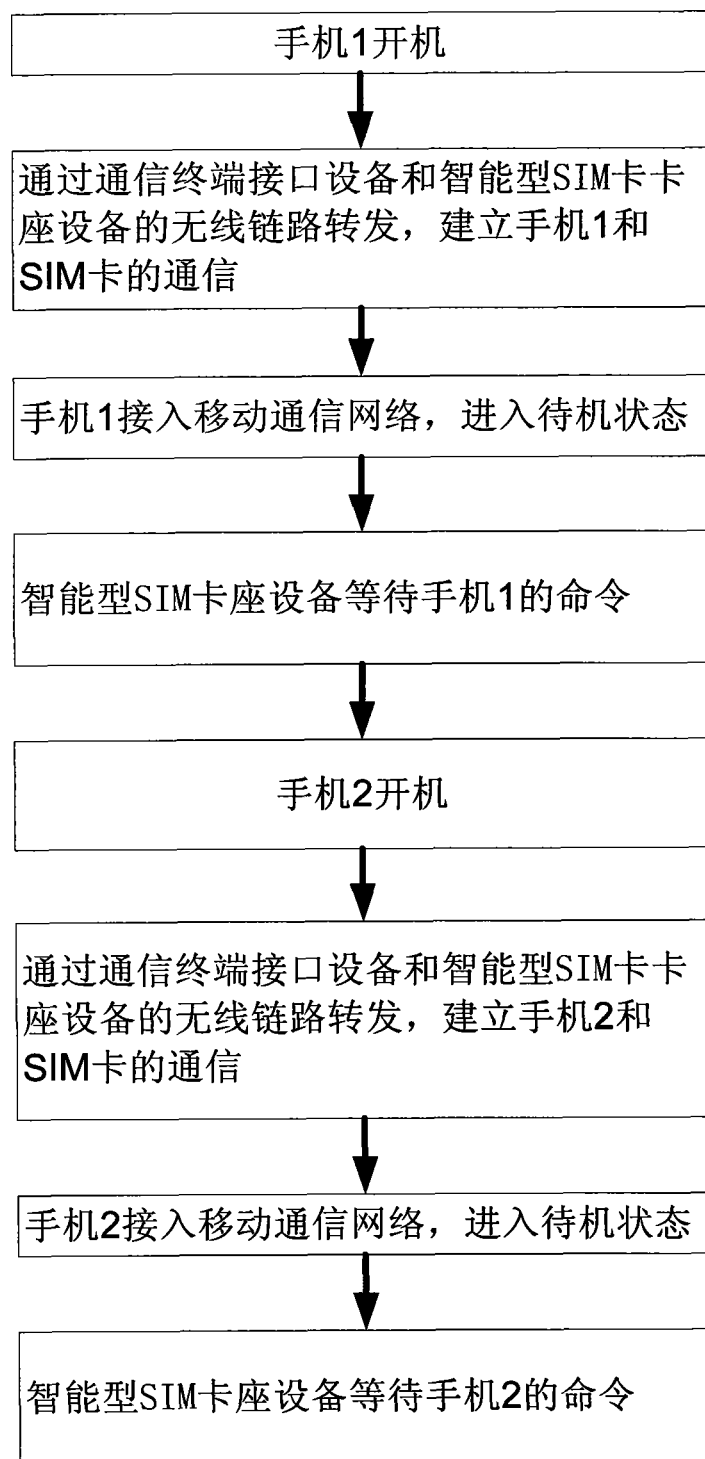 手机1开机
通过通信终端接口设备和智能型SIM卡卡
座设备的无线链路转发，建立手机1和
SIM卡的通信
手机1接入移动通信网络，进入待机状态
智能型SIM卡座设备等待手机1的命令
手机2开机
通过通信终端接口设备和智能型SIM卡卡
座设备的无线链路转发，建立手机2和
SIM卡的通信
手机2接入移动通信网络，进入待机状态
智能型SIM卡座设备等待手机2的命令